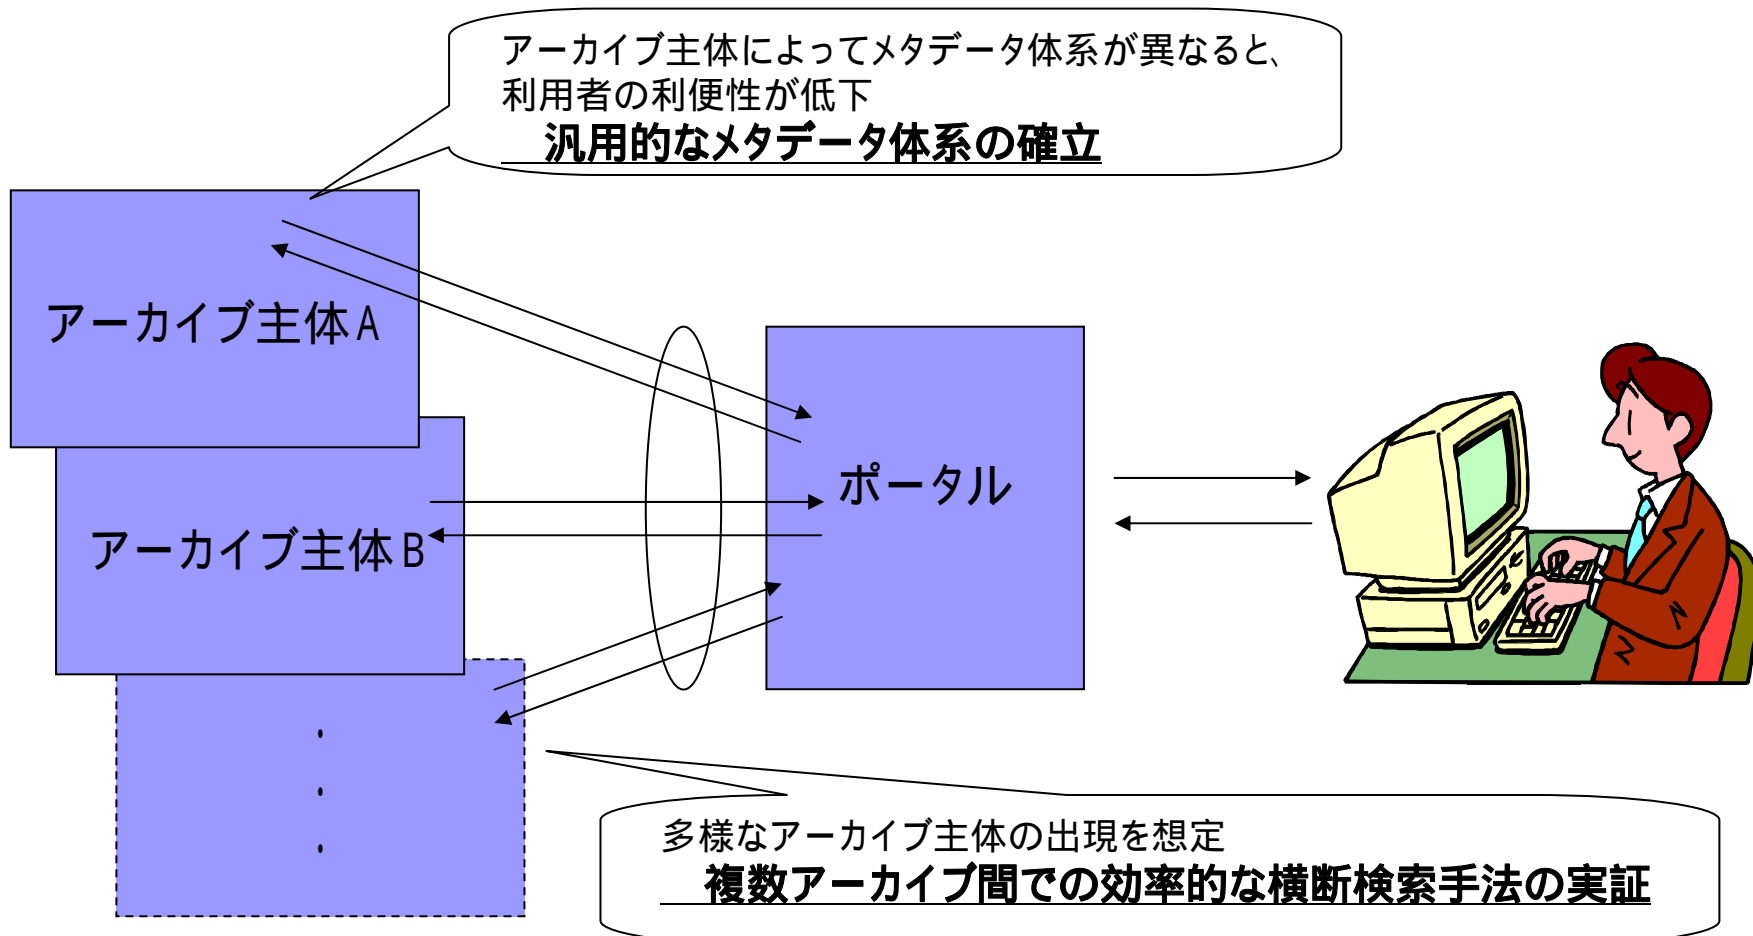 アーカイブ主体によってメタデータ体系が異なると、
利用者の利便性が低下
汎用的なメタデータ体系の確立
アーカイブ主体A
アーカイブ主体B
・
・
・
ポータル
多様なアーカイブ主体の出現を想定
複数アーカイブ間での効率的な横断検索手法の実証